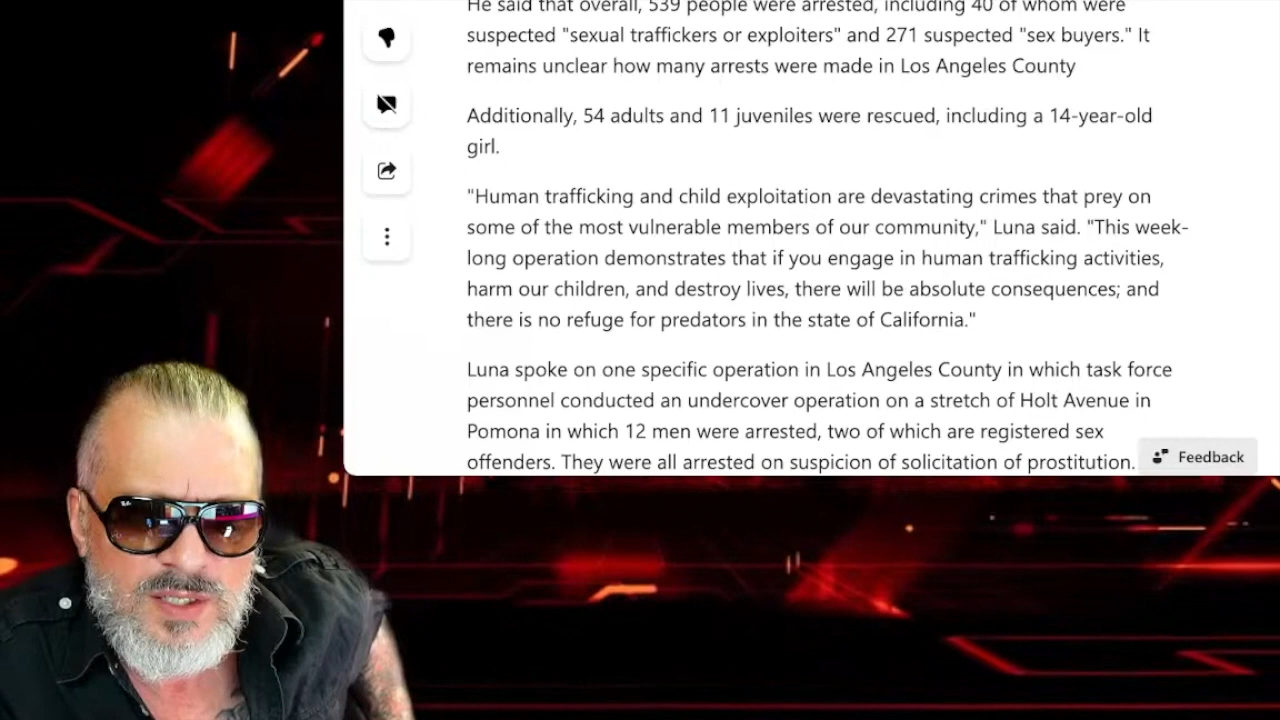 He said that overall, 539 people were arrested, including 40 of whom were
suspected "sexual traffickers or exploiters" and 271 suspected "sex buyers." It
remains unclear how many arrests were made in Los Angeles County
Additionally, 54 adults and 11 juveniles were rescued, including a 14-year-old
girl.
"Human trafficking and child exploitation are devastating crimes that prey on
some of the most vulnerable members of our community," Luna said. "This week-
long operation demonstrates that if you engage in human trafficking activities,
harm our children, and destroy lives, there will be absolute consequences; and
there is no refuge for predators in the state of California."
Luna spoke on one specific operation in Los Angeles County in which task force
personnel conducted an undercover operation on a stretch of Holt Avenue in
Pomona in which 12 men were arrested, two of which are registered sex
offenders. They were all arrested on suspicion of solicitation of prostitution.
Feedback